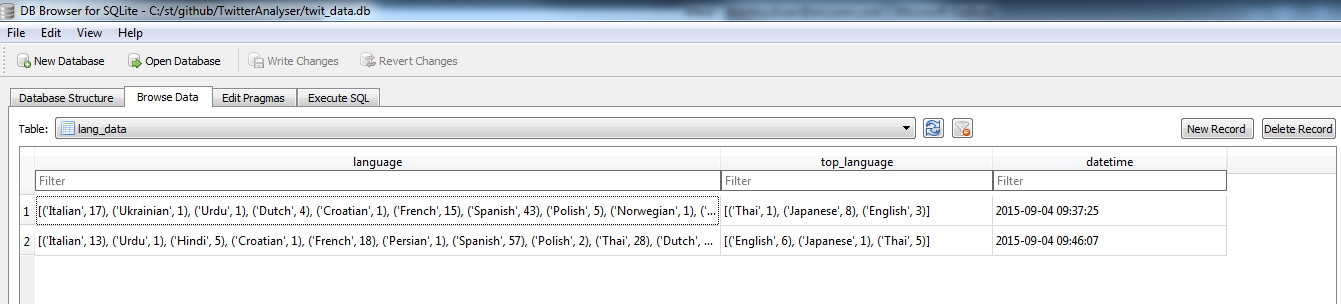 DB Browser for SQLite - C:/st/github/TwitterAnalyser/twit_data.db
File Edit View Help
New Database Open Database Write Changes Revert Changes
Database Structure Browse Data Edit Pragmas Execute SQL
Table: lang_data New Record Delete Record
language top_language datetime
Filter Filter Filter
1 [('Italian', 17), ('Ukrainian', 1), ('Urdu', 1), ('Dutch', 4), ('Croatian', 1), ('French', 15), ('Spanish', 43), ('Polish', 5), ('Norwegian', 1), ('... [('Thai', 1), ('Japanese', 8), ('English', 3)] 2015-09-04 09:37:25
2 [('Italian', 13), ('Urdu', 1), ('Hindi', 5), ('Croatian', 1), ('French', 18), ('Persian', 1), ('Spanish', 57), ('Polish', 2), ('Thai', 28), ('Dutch', ... [('English', 6), ('Japanese', 1), ('Thai', 5)] 2015-09-04 09:46:07